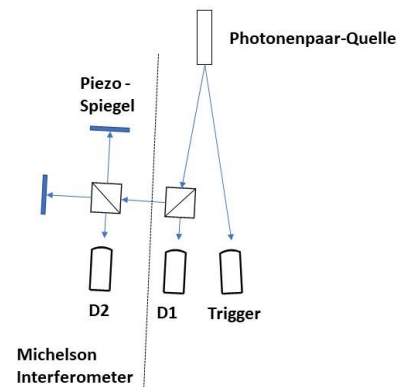 Photonenpaar-Quelle
Piezo -
Spiegel
D2
D1
Trigger
Michelson
Interferometer